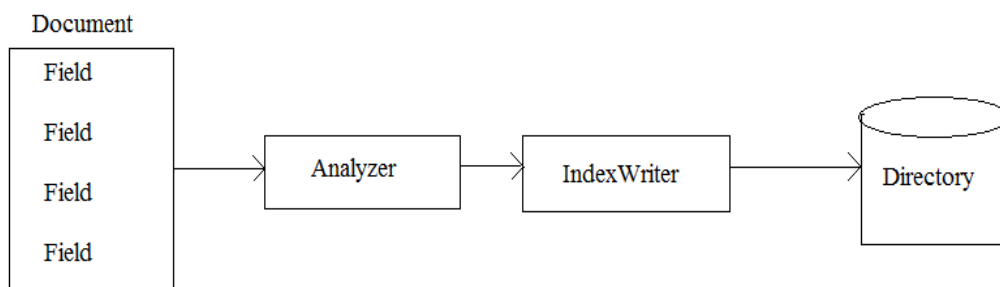 Document
Field
Field
Field
Field
Analyzer
IndexWriter
Directory